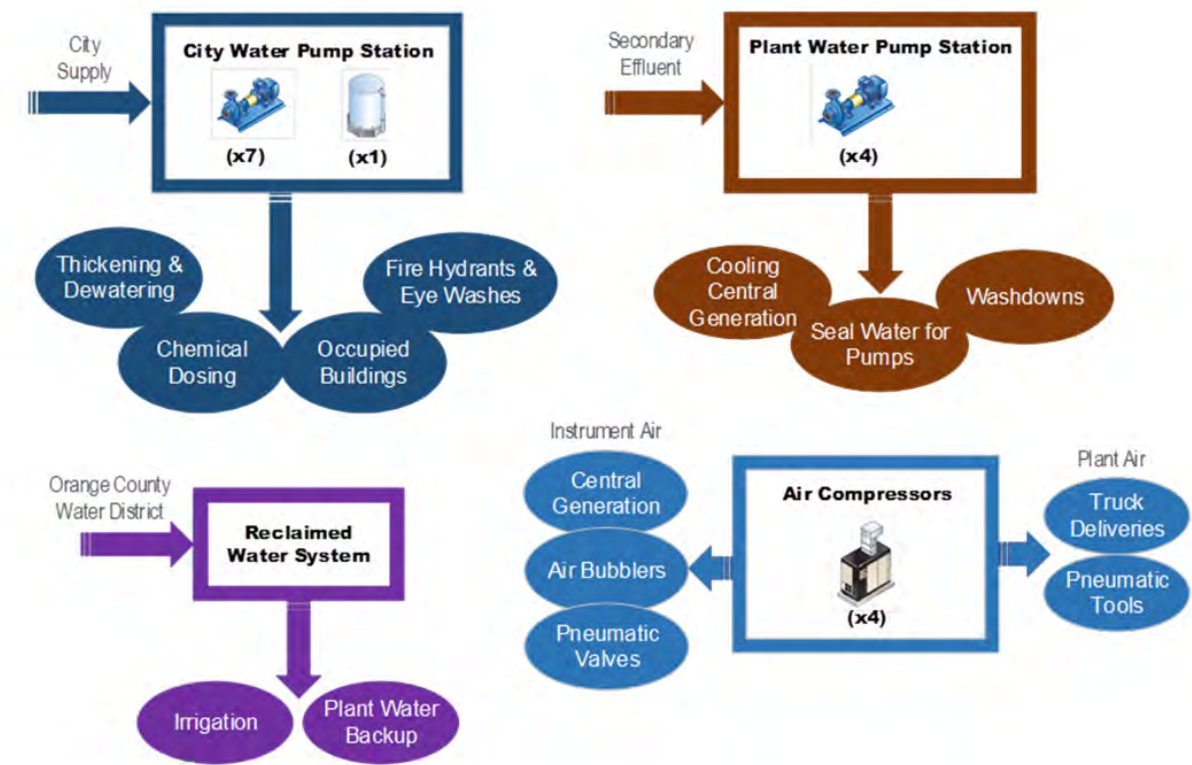 City
Supply
City Water Pump Station
(x7)
(x1)
Thickening &
Dewatering
Chemical
Dosing
Occupied
Buildings
Fire Hydrants &
Eye Washes
Secondary
Effluent
Plant Water Pump Station
(x4)
Cooling
Central
Generation
Seal Water for
Pumps
Washdowns
Orange County
Water District
Reclaimed
Water System
Irrigation
Plant Water
Backup
Instrument Air
Central
Generation
Air Bubblers
Pneumatic
Valves
Air Compressors
(x4)
Plant Air
Truck
Deliveries
Pneumatic
Tools